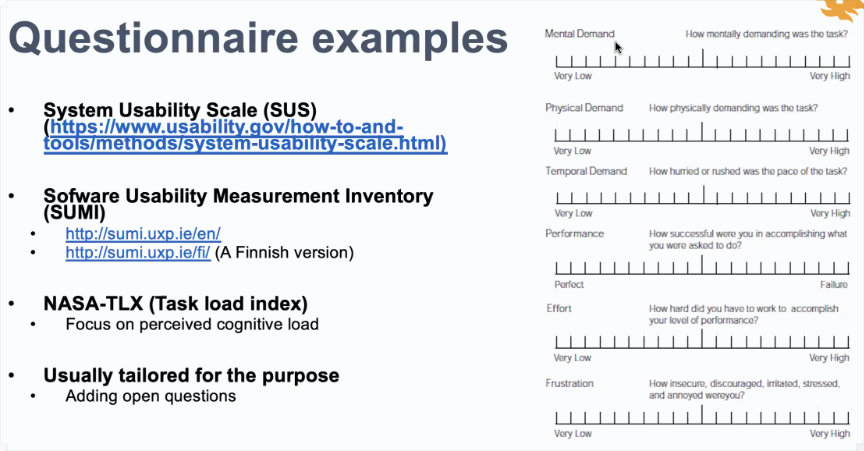 Questionnaire examples
• System Usability Scale (SUS)
(https://www.usability.gov/how-to-and-
tools/methods/system-usability-scale.html)
• Sofware Usability Measurement Inventory
(SUMI)
• http://sumi.uxp.ie/en/
• http://sumi.uxp.ie/fi/ (A Finnish version)
• NASA-TLX (Task load index)
• Focus on perceived cognitive load
• Usually tailored for the purpose
• Adding open questions
Mental Demand How mentally demanding was the task?
Very Low Very High
Physical Demand How physically demanding was the task?
Very Low Very High
Temporal Demand How hurried or rushed was the pace of the task?
Very Low Very High
Performance How successful were you in accomplishing what
you were asked to do?
Perfect Failure
Effort How hard did you have to work to accomplish
your level of performance?
Very Low Very High
Frustration How insecure, discouraged, irritated, stressed,
and annoyed wereyou?
Very Low Very High